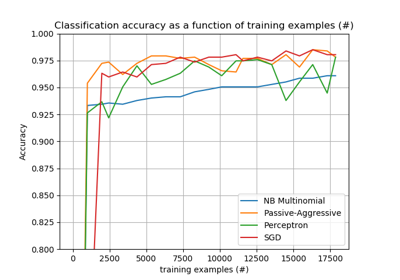 Classification accuracy as a function of training examples (#)
1.000
0.975
0.950
0.925
0.900
0.875
0.850
0.825
0.800
Accuracy
NB Multinomial
Passive-Aggressive
Perceptron
SGD
0 2500 5000 7500 10000 12500 15000 17500
training examples (#)